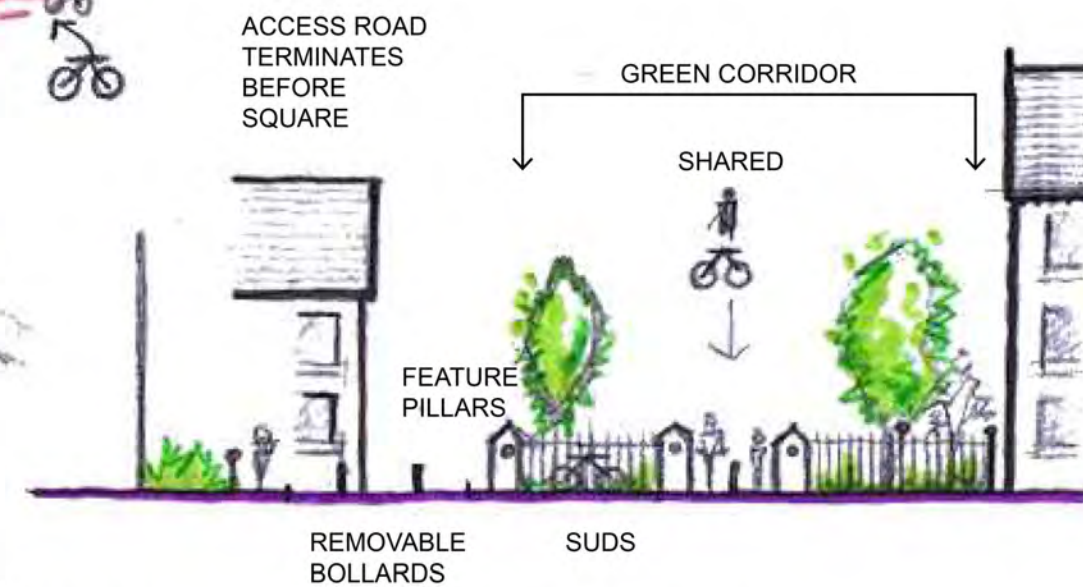 ACCESS ROAD
TERMINATES
BEFORE
SQUARE
GREEN CORRIDOR
SHARED
FEATURE
PILLARS
REMOVABLE
BOLLARDS
SUDS